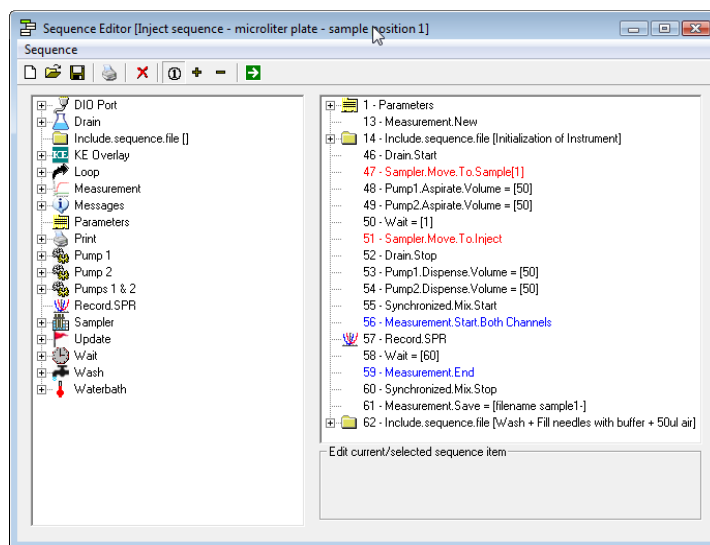 Sequence Editor [Inject sequence - microliter plate - sample position 1]
Sequence
DIO Port
Drain
Include.sequence.file []
KE Overlay
Loop
Measurement
Messages
Parameters
Print
Pump 1
Pump 2
Pumps 1 & 2
Record.SPR
Sampler
Update
Wait
Wash
Waterbath
1 - Parameters
13 - Measurement.New
14 - Include.sequence.file [Initialization of Instrument]
46 - Drain.Start
47 - Sampler.Move.To.Sample[1]
48 - Pump1.Aspirate.Volume = [50]
49 - Pump2.Aspirate.Volume = [50]
50 - Wait = [1]
51 - Sampler.Move.To.Inject
52 - Drain.Stop
53 - Pump1.Dispense.Volume = [50]
54 - Pump2.Dispense.Volume = [50]
55 - Synchronized.Mix.Start
56 - Measurement.Start.Both Channels
57 - Record.SPR
58 - Wait = [60]
59 - Measurement.End
60 - Synchronized.Mix.Stop
61 - Measurement.Save = [filename sample1-]
62 - Include.sequence.file [Wash + Fill needles with buffer + 50ul air]
Edit current/selected sequence item